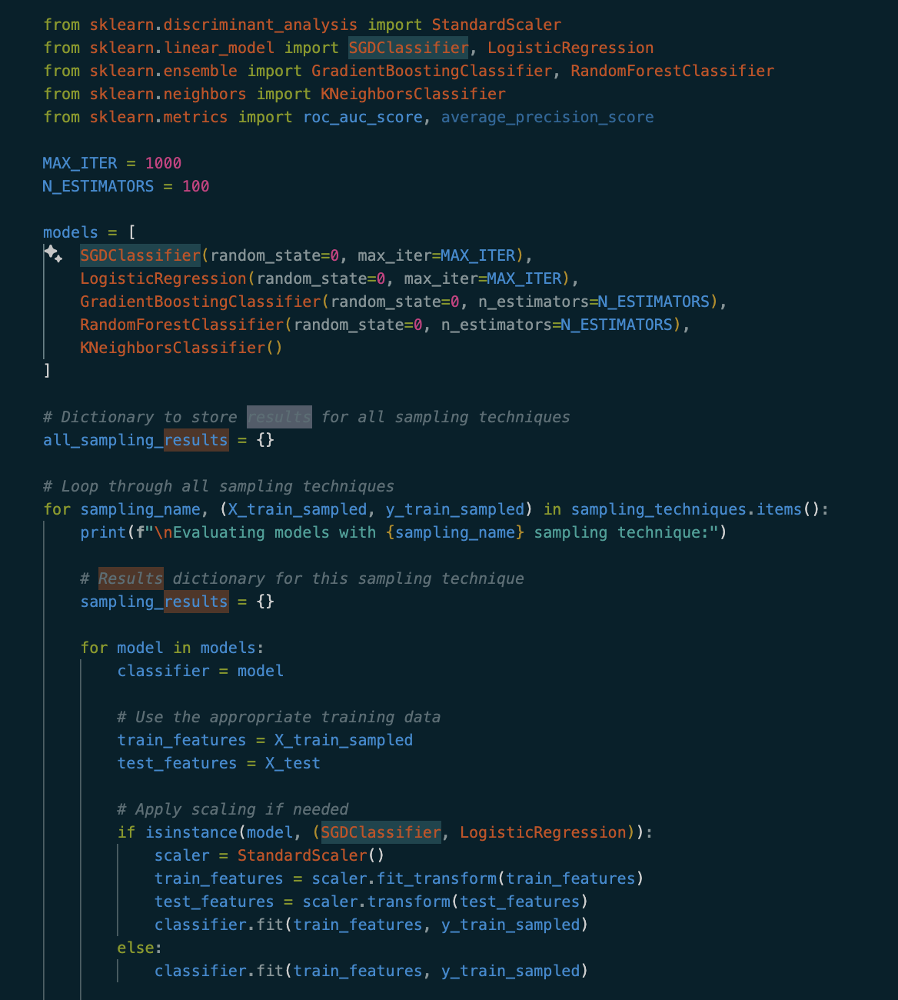 from sklearn.discriminant_analysis import StandardScaler
from sklearn.linear_model import SGDClassifier, LogisticRegression
from sklearn.ensemble import GradientBoostingClassifier, RandomForestClassifier
from sklearn.neighbors import KNeighborsClassifier
from sklearn.metrics import roc_auc_score, average_precision_score

MAX_ITER = 1000
N_ESTIMATORS = 100

models = [
    SGDClassifier(random_state=0, max_iter=MAX_ITER),
    LogisticRegression(random_state=0, max_iter=MAX_ITER),
    GradientBoostingClassifier(random_state=0, n_estimators=N_ESTIMATORS),
    RandomForestClassifier(random_state=0, n_estimators=N_ESTIMATORS),
    KNeighborsClassifier()
]

# Dictionary to store results for all sampling techniques
all_sampling_results = {}

# Loop through all sampling techniques
for sampling_name, (X_train_sampled, y_train_sampled) in sampling_techniques.items():
    print(f"\nEvaluating models with {sampling_name} sampling technique:")

    # Results dictionary for this sampling technique
    sampling_results = {}

    for model in models:
        classifier = model

        # Use the appropriate training data
        train_features = X_train_sampled
        test_features = X_test

        # Apply scaling if needed
        if isinstance(model, (SGDClassifier, LogisticRegression)):
            scaler = StandardScaler()
            train_features = scaler.fit_transform(train_features)
            test_features = scaler.transform(test_features)
            classifier.fit(train_features, y_train_sampled)
        else:
            classifier.fit(train_features, y_train_sampled)